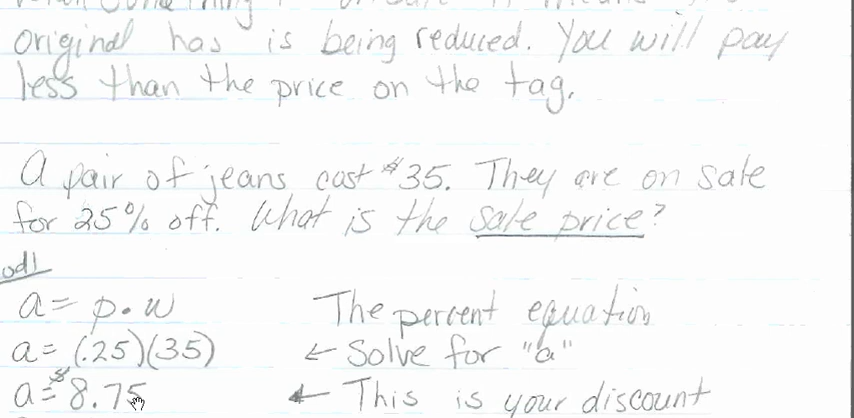 original has is being reduced. You will pay
less than the price on the tag.
A pair of jeans cost $35. They are on sale
for 25% off. What is the sale price?
a = p • w The percent equation
a = (.25)(35) ← Solve for "a"
a = $8.75 ← This is your discount